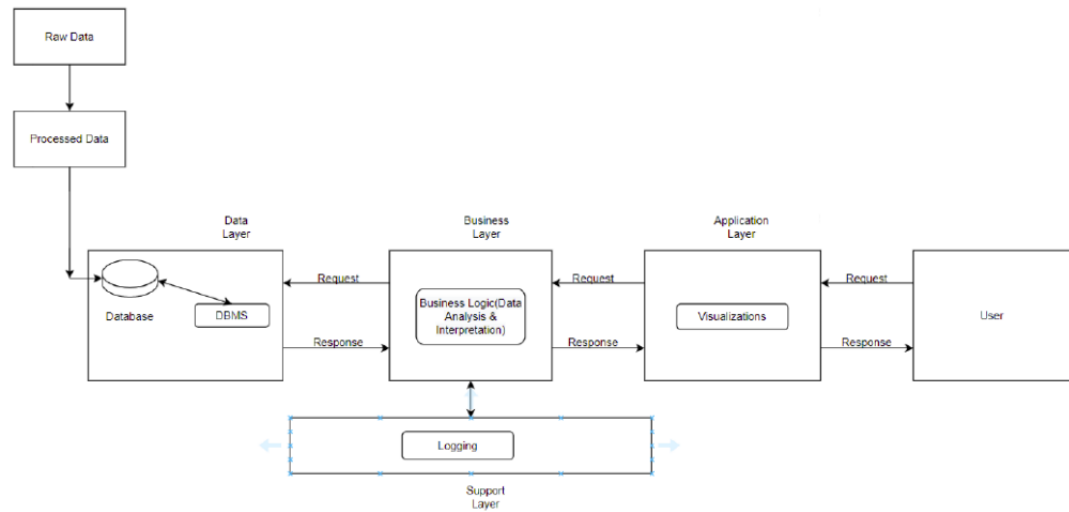 Raw Data
Processed Data
Data
Layer
Business
Layer
Application
Layer
Request
Request
Request
Database
DBMS
Business Logic(Data
Analysis &
Interpretation)
Visualizations
User
Response
Response
Response
Logging
Support
Layer